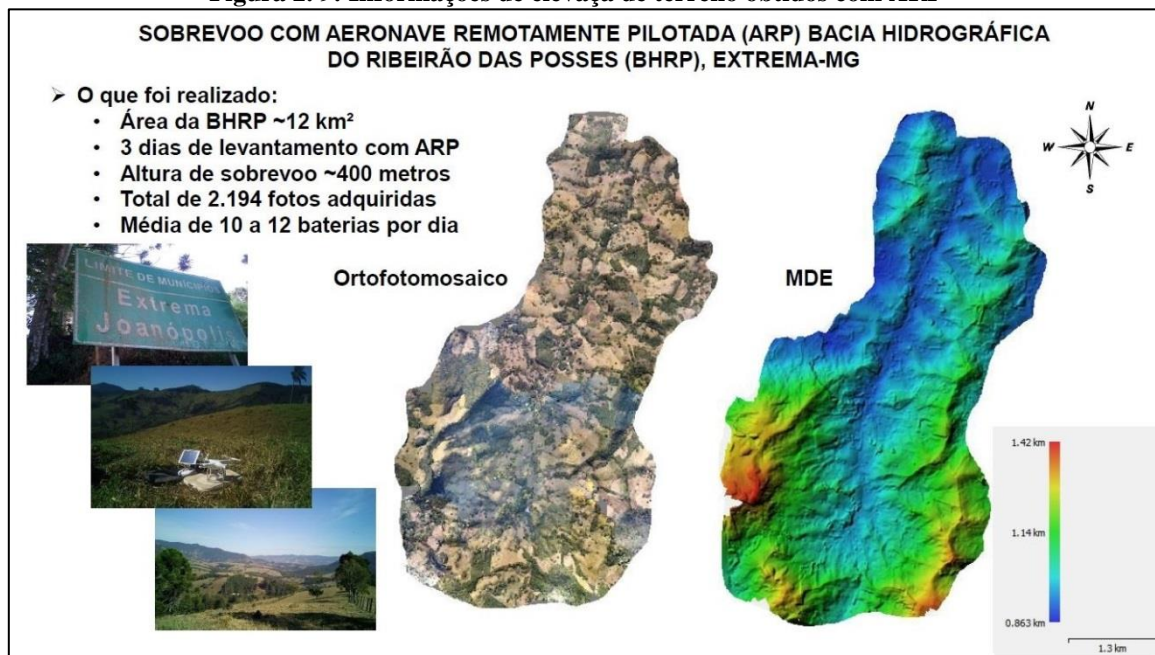 SOBREVOO COM AERONAVE REMOTAMENTE PILOTADA (ARP) BACIA HIDROGRÁFICA
DO RIBEIRÃO DAS POSSES (BHRP), EXTREMA-MG
➢ O que foi realizado:
• Área da BHRP ~12 km²
• 3 dias de levantamento com ARP
• Altura de sobrevoo ~400 metros
• Total de 2.194 fotos adquiridas
• Média de 10 a 12 baterias por dia
LIMITE DE MUNICÍPIOS
Extrema
Joanópolis
Ortofotomosaico
MDE
N
W
E
S
1.42 km
1.14 km
0.863 km
1.3 km